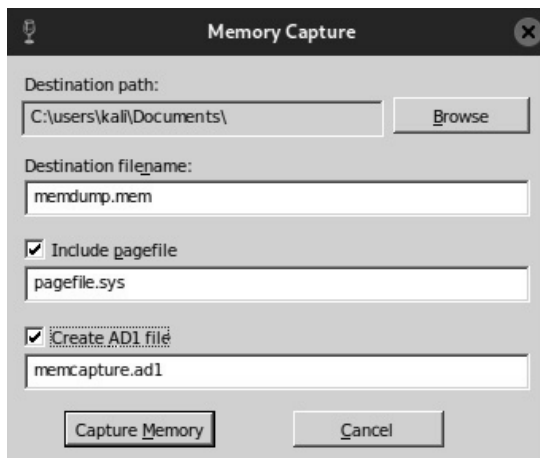 Memory Capture
Destination path:
C:\users\kali\Documents\
Browse
Destination filename:
memdump.mem
Include pagefile
pagefile.sys
Create AD1 file
memcapture.ad1
Capture Memory
Cancel